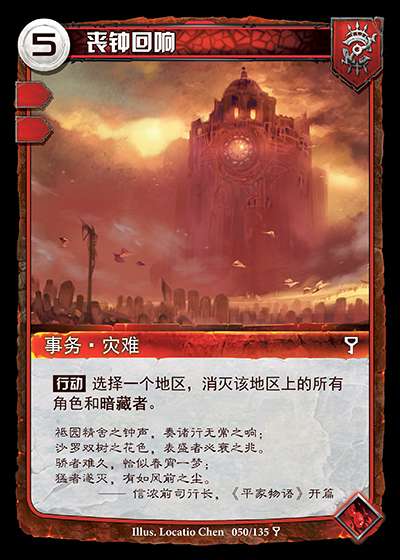 5 丧钟回响
事务·灾难
行动 选择一个地区，消灭该地区上的所有
角色和暗藏者。
祗园精舍之钟声，奏诸行无常之响；
沙罗双树之花色，表盛者必衰之兆。
骄者难久，恰似春宵一梦；
猛者遂灭，有如风前之尘。
—— 信浓前司行长，《平家物语》开篇
Illus. Locatio Chen 050/135